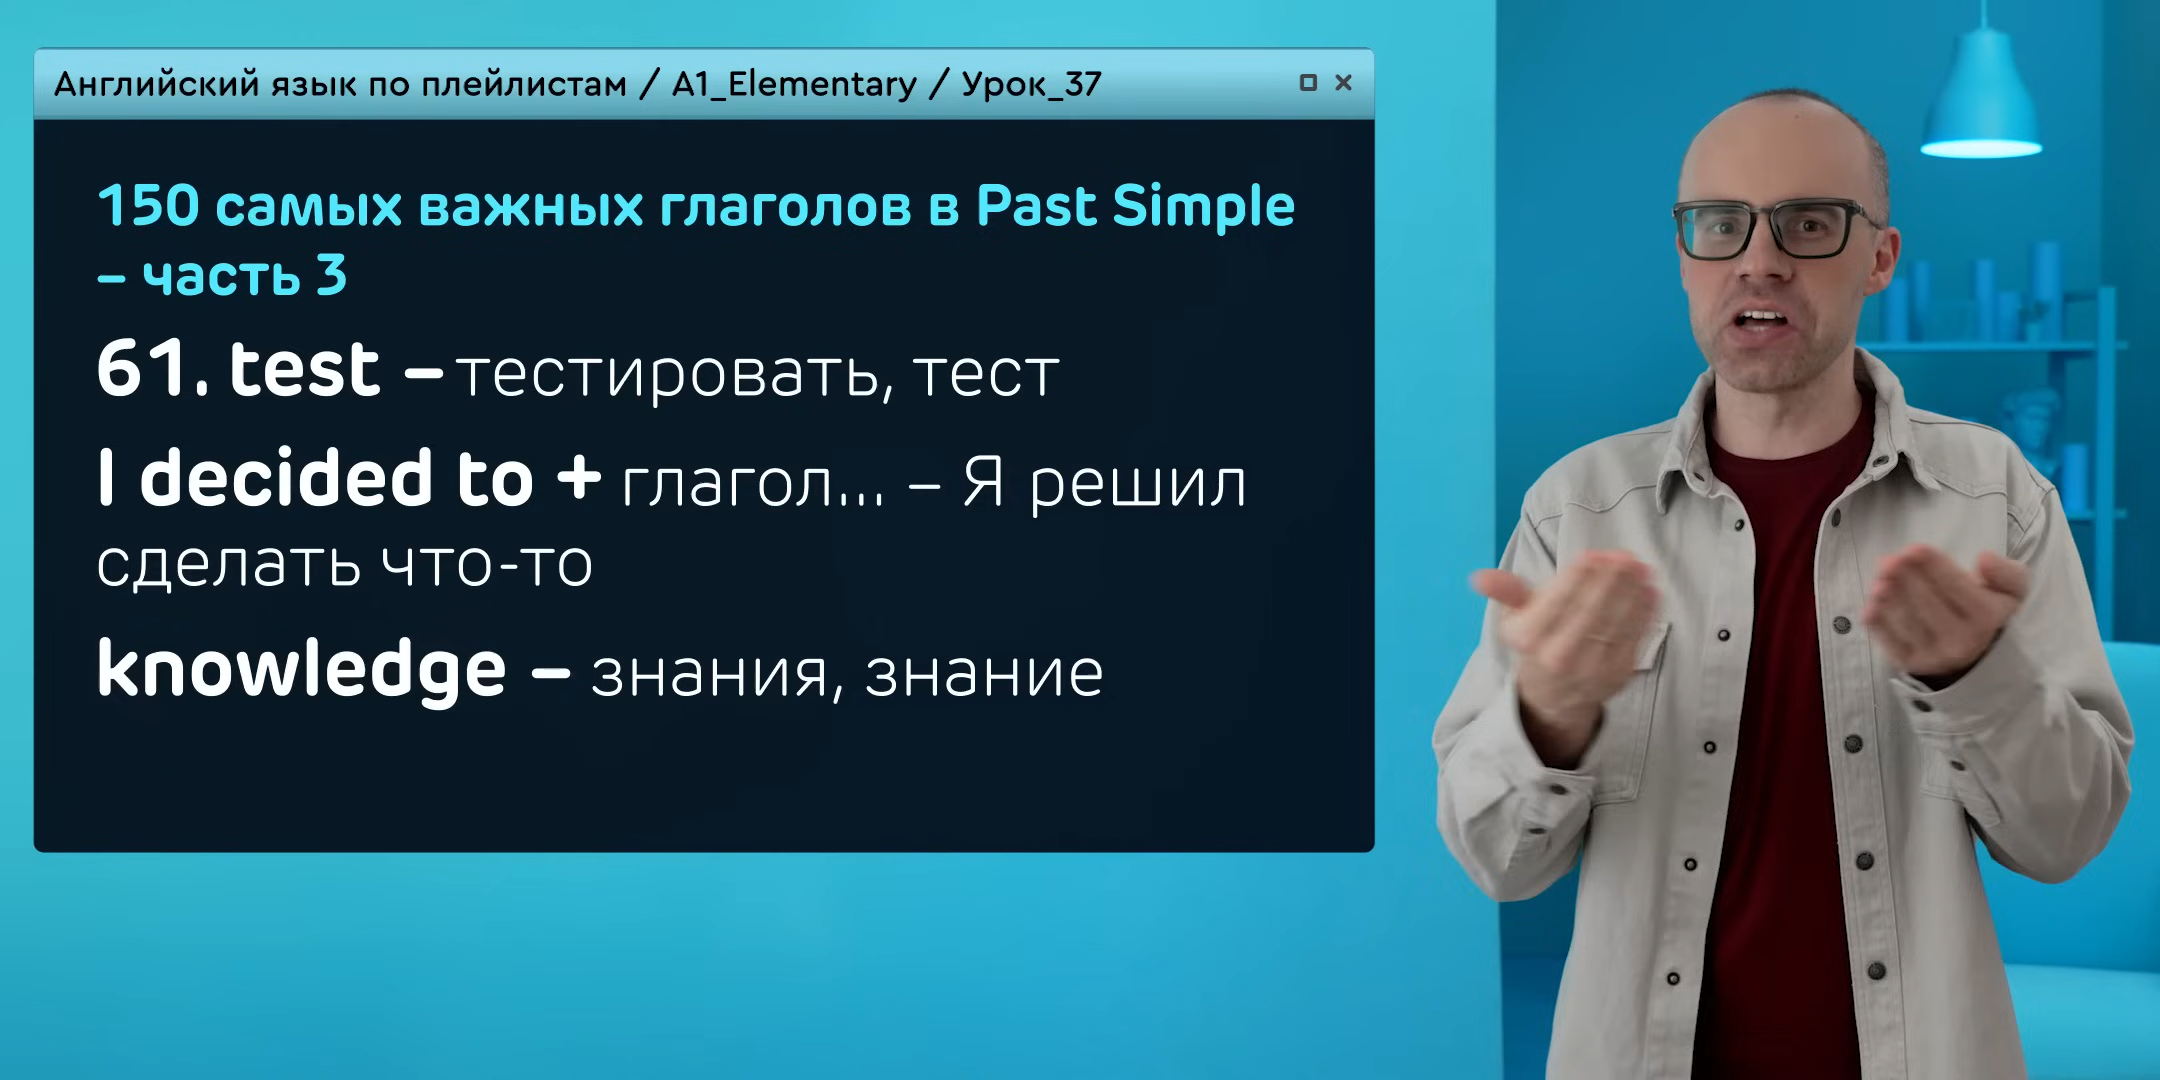 Английский язык по плейлистам / A1_Elementary / Урок_37
150 самых важных глаголов в Past Simple
– часть 3
61. test – тестировать, тест
I decided to + глагол... – Я решил
сделать что-то
knowledge – знания, знание